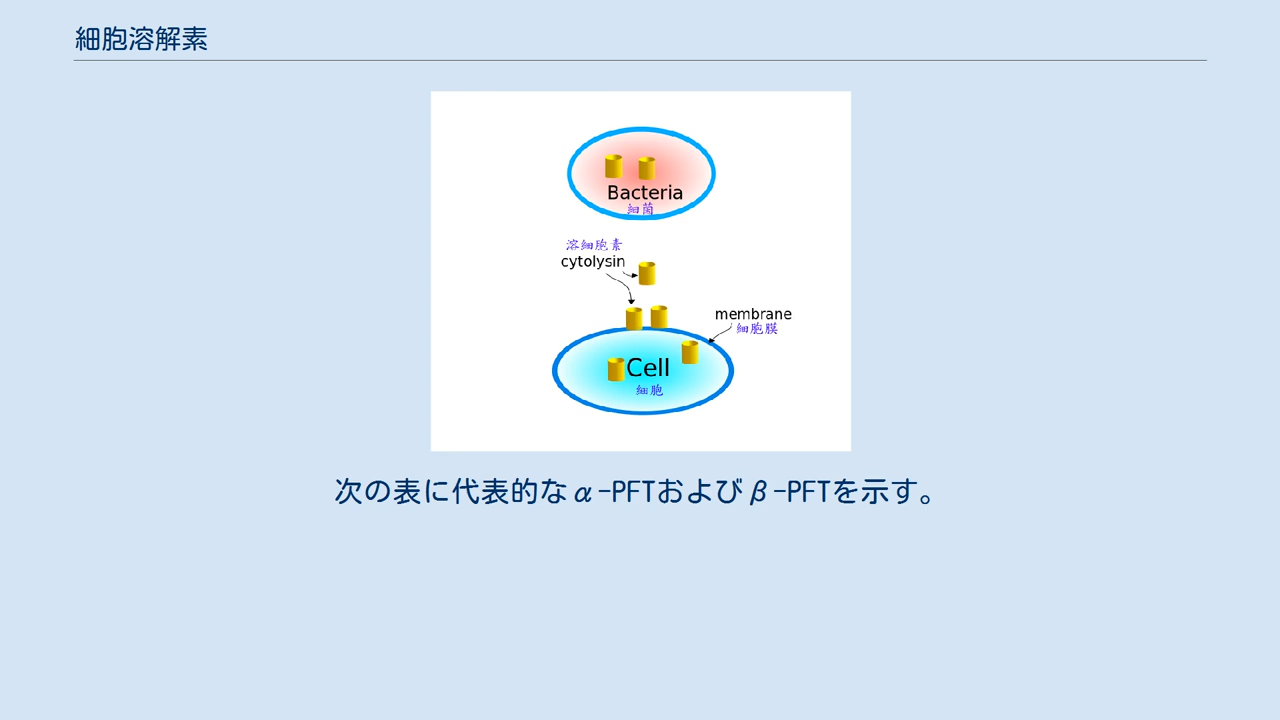 細胞溶解素
Bacteria
細菌
溶細胞素
cytolysin
membrane
細胞膜
Cell
細胞
次の表に代表的なα-PFTおよびβ-PFTを示す。